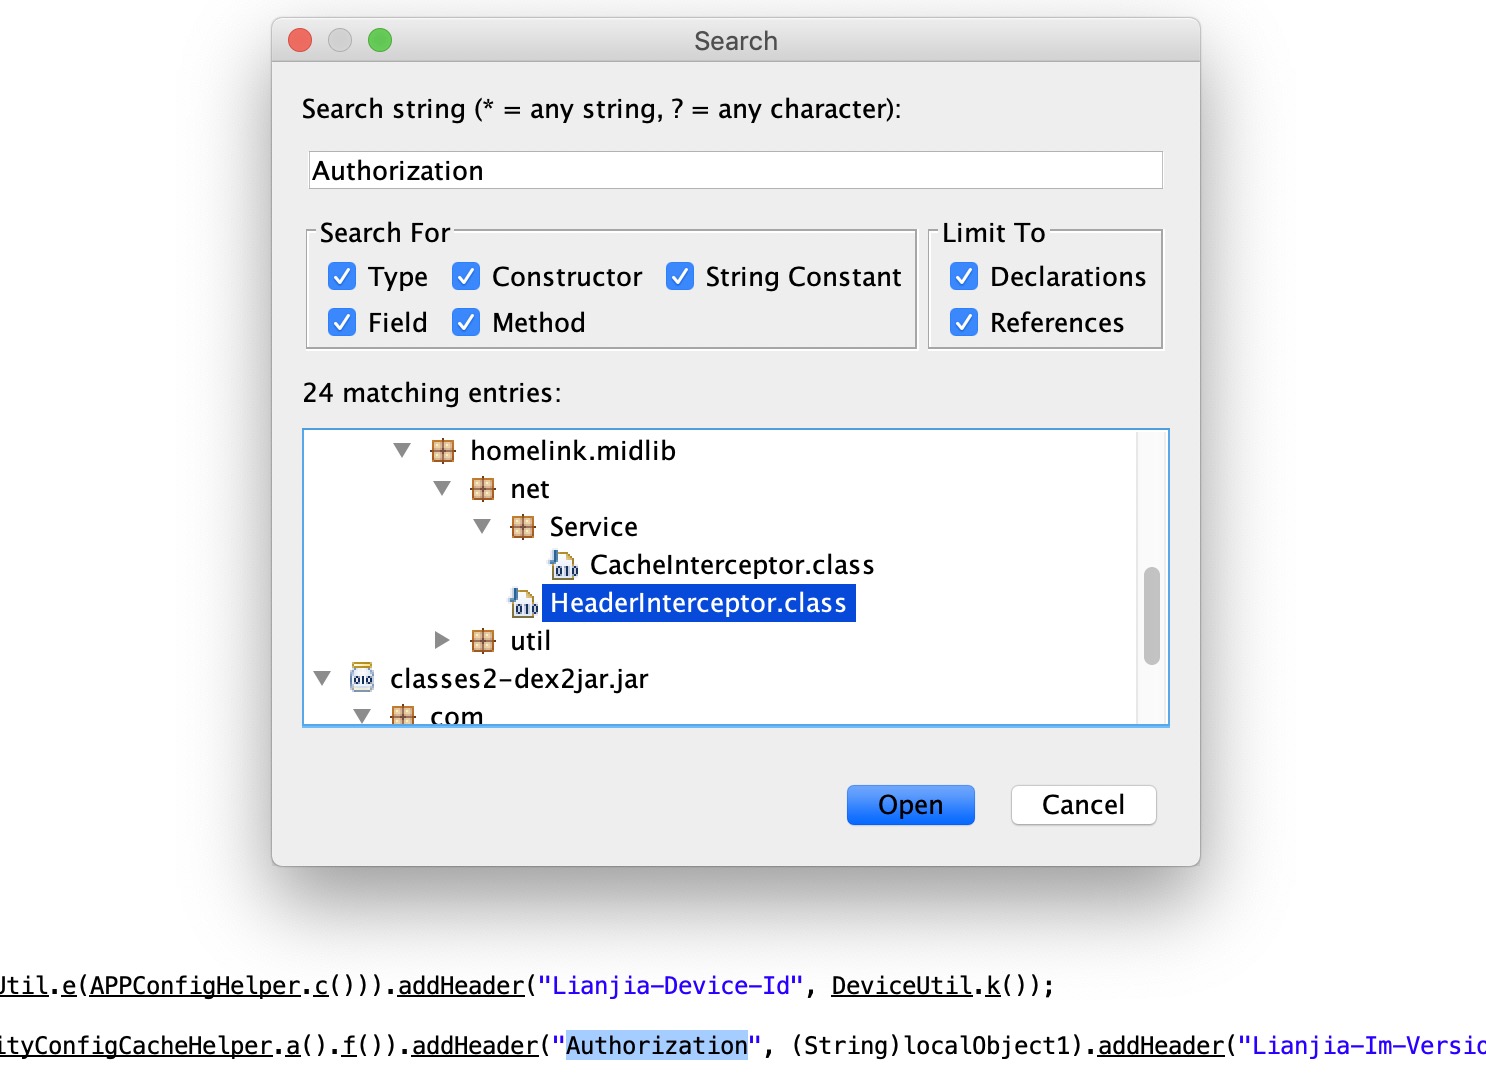 Search
Search string (* = any string, ? = any character):
Authorization
Search For
Limit To
Type Constructor String Constant
Declarations
Field Method
References
24 matching entries:
homelink.midlib
net
Service
CacheInterceptor.class
HeaderInterceptor.class
util
classes2-dex2jar.jar
com
Open Cancel
Util.e(APPConfigHelper.c())).addHeader("Lianjia-Device-Id", DeviceUtil.k());
ityConfigCacheHelper.a().f()).addHeader("Authorization", (String)localObject1).addHeader("Lianjia-Im-Versio